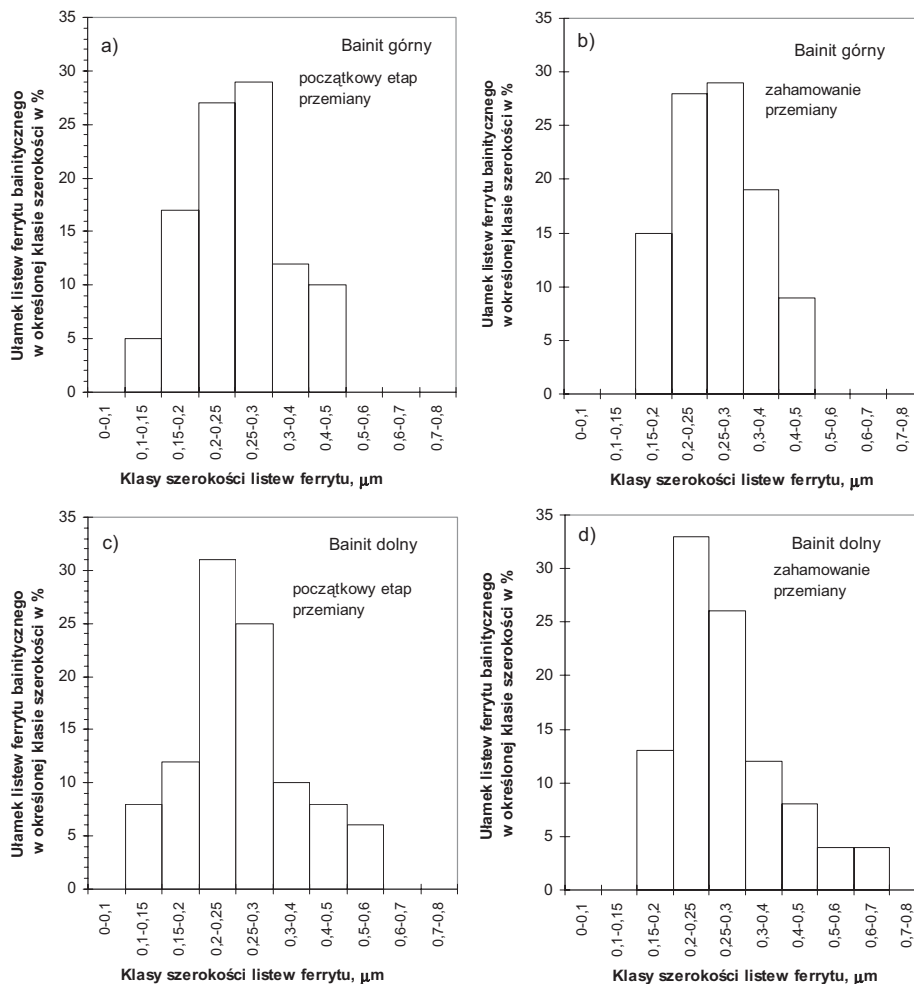 a)
Bainit górny
początkowy etap
przemiany
Ułamek listew ferrytu bainitycznego
w określonej klasie szerokości w %
35
30
25
20
15
10
5
0
0-0,1
0,1-0,15
0,15-0,2
0,2-0,25
0,25-0,3
0,3-0,4
0,4-0,5
0,5-0,6
0,6-0,7
0,7-0,8
Klasy szerokości listew ferrytu, μm
b)
Bainit górny
zahamowanie
przemiany
Ułamek listew ferrytu bainitycznego
w określonej klasie szerokości w %
35
30
25
20
15
10
5
0
0-0,1
0,1-0,15
0,15-0,2
0,2-0,25
0,25-0,3
0,3-0,4
0,4-0,5
0,5-0,6
0,6-0,7
0,7-0,8
Klasy szerokości listew ferrytu, μm
c)
Bainit dolny
początkowy etap
przemiany
Ułamek listew ferrytu bainitycznego
w określonej klasie szerokości w %
35
30
25
20
15
10
5
0
0-0,1
0,1-0,15
0,15-0,2
0,2-0,25
0,25-0,3
0,3-0,4
0,4-0,5
0,5-0,6
0,6-0,7
0,7-0,8
Klasy szerokości listew ferrytu, μm
d)
Bainit dolny
zahamowanie
przemiany
Ułamek listew ferrytu bainitycznego
w określonej klasie szerokości w %
35
30
25
20
15
10
5
0
0-0,1
0,1-0,15
0,15-0,2
0,2-0,25
0,25-0,3
0,3-0,4
0,4-0,5
0,5-0,6
0,6-0,7
0,7-0,8
Klasy szerokości listew ferrytu, μm